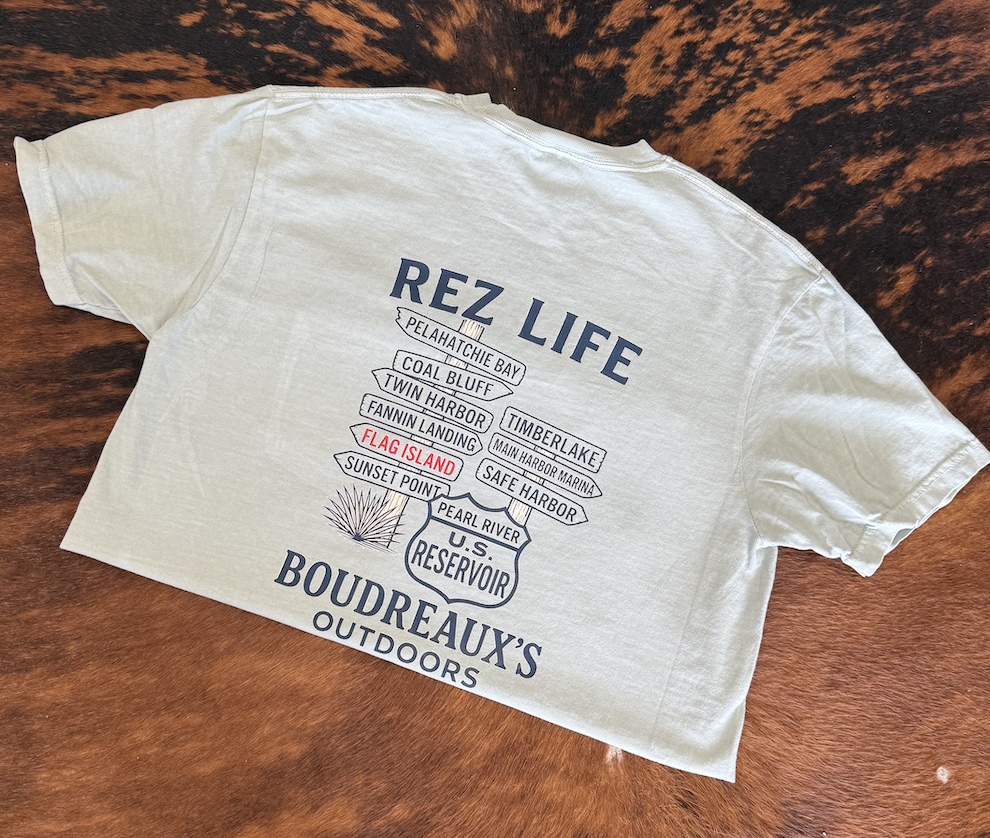 REZ LIFE
PELAHATCHIE BAY
COAL BLUFF
TWIN HARBOR
FANNIN LANDING
FLAG ISLAND
SUNSET POINT
TIMBERLAKE
MAIN HARBOR MARINA
SAFE HARBOR
PEARL RIVER
U.S.
RESERVOIR
BOUDREAUX'S
OUTDOORS